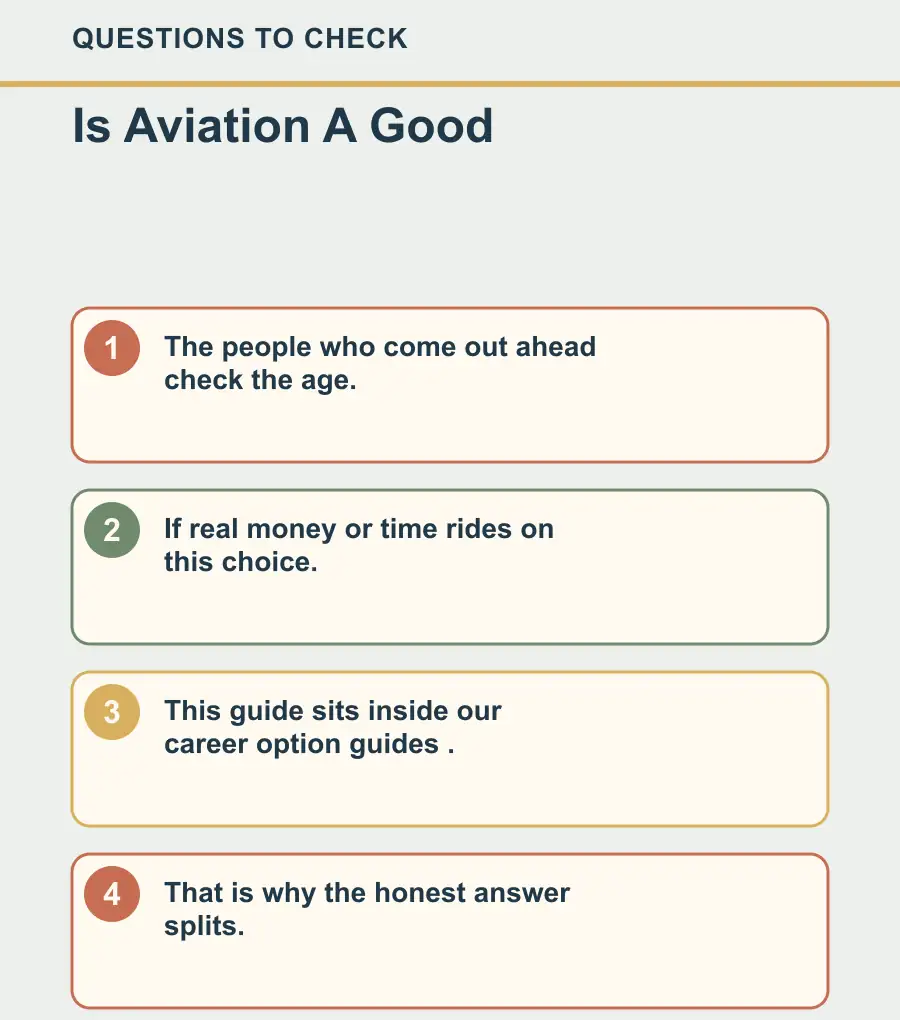 QUESTIONS TO CHECK
Is Aviation A Good
1
The people who come out ahead
check the age.
2
If real money or time rides on
this choice.
3
This guide sits inside our
career option guides .
4
That is why the honest answer
splits.